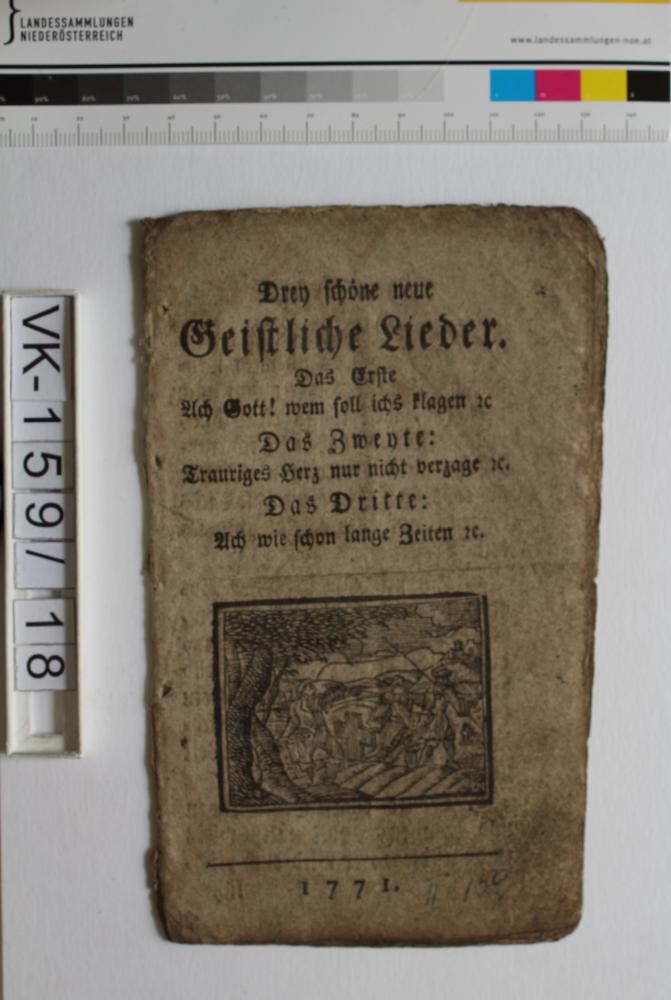 LANDESSAMMLUNGEN
NIEDERÖSTERREICH
www.landessammlungen-noe.at
VK-159/18
Drey schöne neue
Geistliche Lieder.
Das Erste
Ach Gott! wem soll ichs klagen ꝛc
Das Zweyte:
Trauriges Herz nur nicht verzage ꝛc.
Das Dritte:
Ach wie schon lange Zeiten ꝛc.
1771.
II